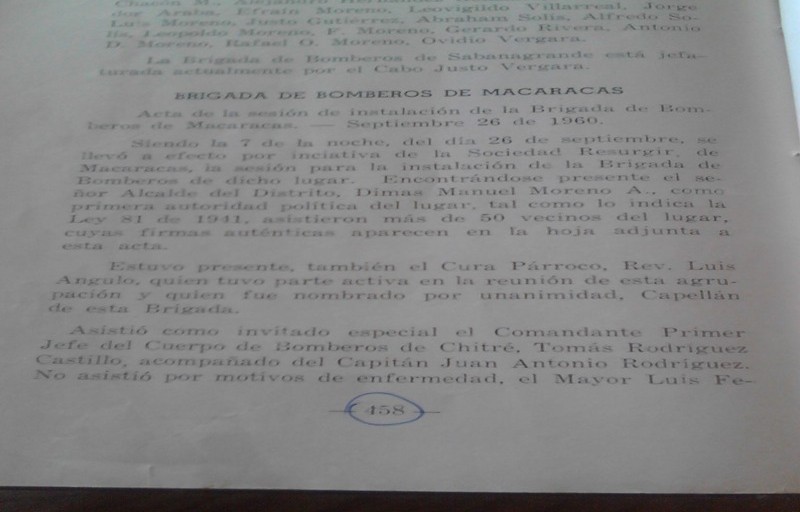 Chacón M., Alejandro
dor Araba, Efraín Moreno, Leovigildo Villarreal, Jorge
Luis Moreno, Justo Gutiérres, Abraham Solís, Alfredo So-
lís, Leopoldo Moreno, F. Moreno, Gerardo Rivera, Antonio
D. Moreno, Rafael O. Moreno, Ovidio Vergara.
La Brigada de Bomberos de Sabanagrande está jefa-
turada actualmente por el Cabo Justo Vergara.
BRIGADA DE BOMBEROS DE MACARACAS
Acta de la sesión de instalación de la Brigada de Bom-
beros de Macaracas. — Septiembre 26 de 1960.
Siendo la 7 de la noche, del día 26 de septiembre, se
llevó a efecto por inciativa de la Sociedad Resurgir, de
Macaracas, la sesión para la instalación de la Brigada de
Bomberos de dicho lugar. Encontrándose presente el se-
ñor Alcalde del Distrito, Dimas Manuel Moreno A., como
primera autoridad política del lugar, tal como lo indica la
Ley 81 de 1941, asistieron más de 50 vecinos del lugar,
cuyas firmas auténticas aparecen en la hoja adjunta a
esta acta.
Estuvo presente, también el Cura Párroco, Rev. Luis
Angulo, quien tuvo parte activa en la reunión de esta agru-
pación y quien fue nombrado por unanimidad, Capellán
de esta Brigada.
Asistió como invitado especial el Comandante Primer
Jefe del Cuerpo de Bomberos de Chitré, Tomás Rodríguez
Castillo, acompañado del Capitán Juan Antonio Rodríguez.
No asistió por motivos de enfermedad, el Mayor Luis Fe-
— 458 —